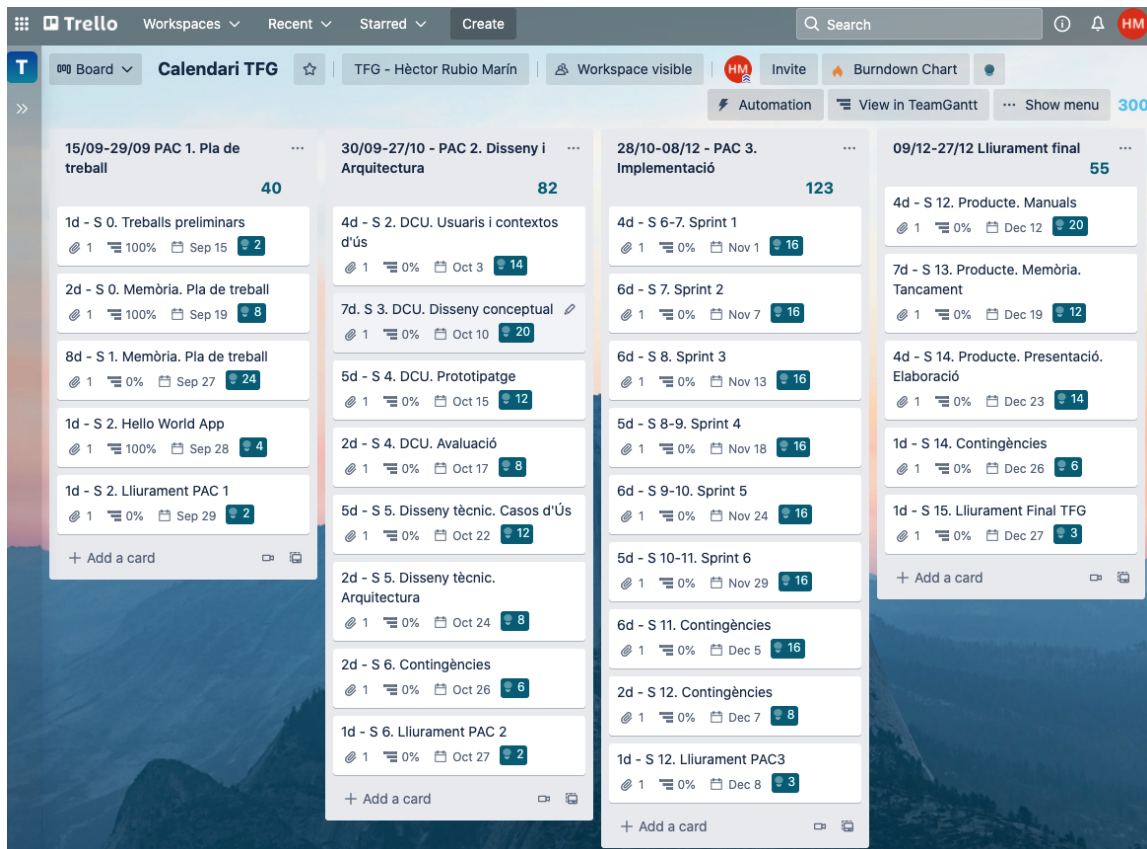 Trello
Workspaces
Recent
Starred
Create
Search
HM
T
Board
Calendari TFG
TFG - Hèctor Rubio Marín
Workspace visible
HM
Invite
Burndown Chart
Automation
View in TeamGantt
Show menu
300
15/09-29/09 PAC 1. Pla de
treball
40
1d - S 0. Treballs preliminars
1 100% Sep 15 2
2d - S 0. Memòria. Pla de treball
1 100% Sep 19 8
8d - S 1. Memòria. Pla de treball
1 0% Sep 27 24
1d - S 2. Hello World App
1 100% Sep 28 4
1d - S 2. Lliurament PAC 1
1 0% Sep 29 2
+ Add a card
30/09-27/10 - PAC 2. Disseny i
Arquitectura
82
4d - S 2. DCU. Usuaris i contextos
d'ús
1 0% Oct 3 14
7d. S 3. DCU. Disseny conceptual
1 0% Oct 10 20
5d - S 4. DCU. Prototipatge
1 0% Oct 15 12
2d - S 4. DCU. Avaluació
1 0% Oct 17 8
5d - S 5. Disseny tècnic. Casos d'Ús
1 0% Oct 22 12
2d - S 5. Disseny tècnic.
Arquitectura
1 0% Oct 24 8
2d - S 6. Contingències
1 0% Oct 26 6
1d - S 6. Lliurament PAC 2
1 0% Oct 27 2
+ Add a card
28/10-08/12 - PAC 3.
Implementació
123
4d - S 6-7. Sprint 1
1 0% Nov 1 16
6d - S 7. Sprint 2
1 0% Nov 7 16
6d - S 8. Sprint 3
1 0% Nov 13 16
5d - S 8-9. Sprint 4
1 0% Nov 18 16
6d - S 9-10. Sprint 5
1 0% Nov 24 16
5d - S 10-11. Sprint 6
1 0% Nov 29 16
6d - S 11. Contingències
1 0% Dec 5 16
2d - S 12. Contingències
1 0% Dec 7 8
1d - S 12. Lliurament PAC3
1 0% Dec 8 3
+ Add a card
09/12-27/12 Lliurament final
55
4d - S 12. Producte. Manuals
1 0% Dec 12 20
7d - S 13. Producte. Memòria.
Tancament
1 0% Dec 19 12
4d - S 14. Producte. Presentació.
Elaboració
1 0% Dec 23 14
1d - S 14. Contingències
1 0% Dec 26 6
1d - S 15. Lliurament Final TFG
1 0% Dec 27 3
+ Add a card